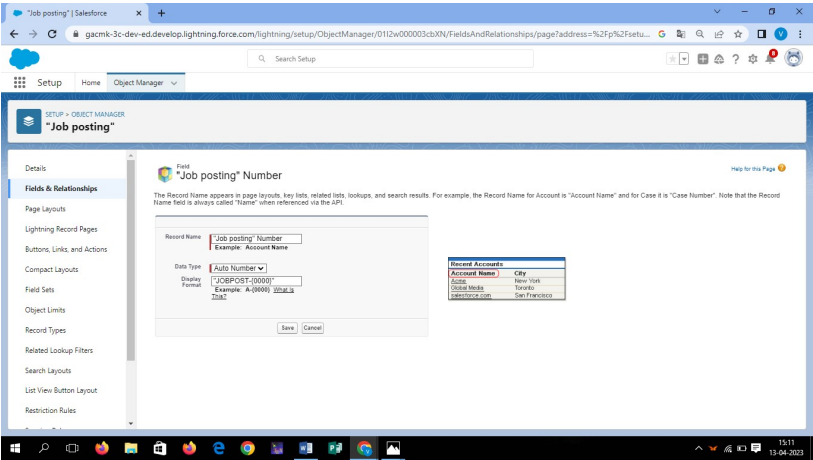 "Job posting" | Salesforce
gacmk-3c-dev-ed.develop.lightning.force.com/lightning/setup/ObjectManager/01I2w000003cbXN/FieldsAndRelationships/page?address=%2Fp%2Fsetu...
Search Setup
Setup Home Object Manager
SETUP > OBJECT MANAGER
"Job posting"
Details
Fields & Relationships
Page Layouts
Lightning Record Pages
Buttons, Links, and Actions
Compact Layouts
Field Sets
Object Limits
Record Types
Related Lookup Filters
Search Layouts
List View Button Layout
Restriction Rules
Field
"Job posting" Number
Help for this Page
The Record Name appears in page layouts, key lists, related lists, lookups, and search results. For example, the Record Name for Account is "Account Name" and for Case it is "Case Number". Note that the Record
Name field is always called "Name" when referenced via the API.
Record Name "Job posting" Number
Example: Account Name
Data Type Auto Number
Display Format "JOBPOST-{0000}"
Example: A-{0000} What Is
This?
Save Cancel
Recent Accounts
Account Name City
Acme New York
Global Media Toronto
salesforce.com San Francisco
15:11
13-04-2023